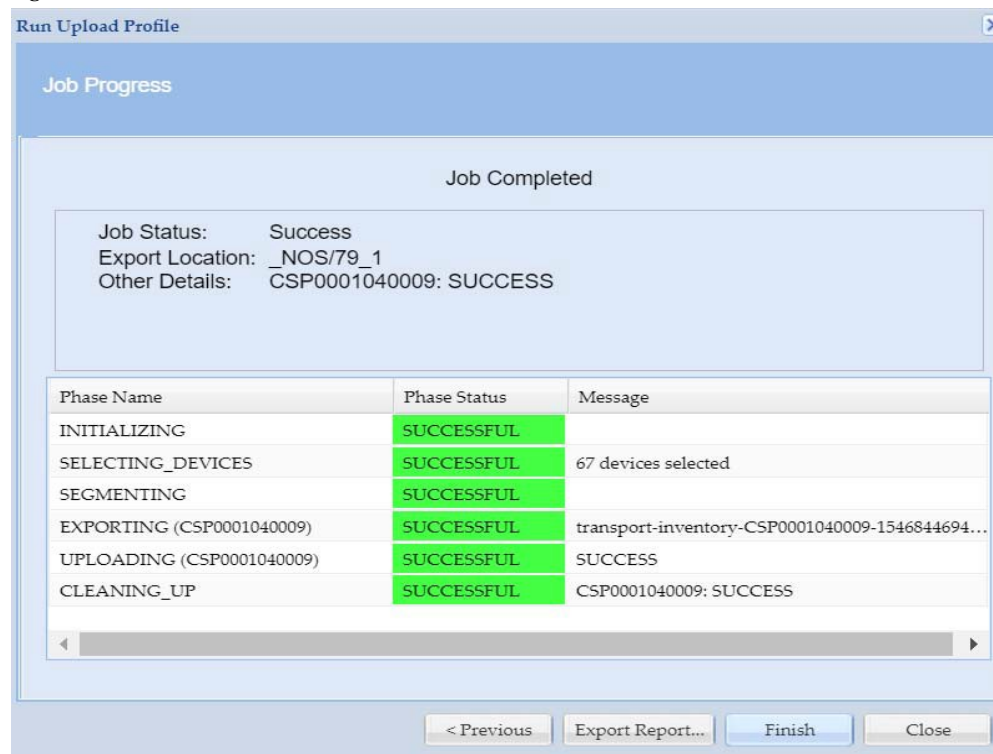 Run Upload Profile
Job Progress
Job Completed
Job Status: Success
Export Location: _NOS/79_1
Other Details: CSP0001040009: SUCCESS
Phase Name Phase Status Message
INITIALIZING SUCCESSFUL
SELECTING_DEVICES SUCCESSFUL 67 devices selected
SEGMENTING SUCCESSFUL
EXPORTING (CSP0001040009) SUCCESSFUL transport-inventory-CSP0001040009-1546844694...
UPLOADING (CSP0001040009) SUCCESSFUL SUCCESS
CLEANING_UP SUCCESSFUL CSP0001040009: SUCCESS
< Previous Export Report... Finish Close